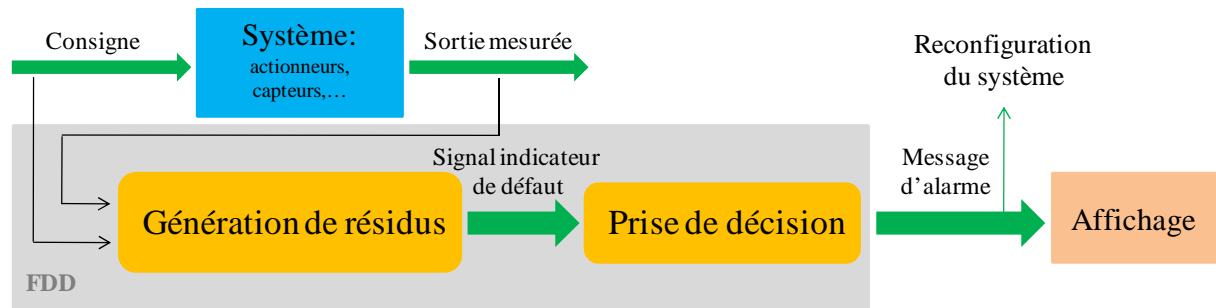 Consigne
Système:
actionneurs,
capteurs,…
Sortie mesurée
Reconfiguration
du système
Signal indicateur
de défaut
Message
d’alarme
Génération de résidus
Prise de décision
Affichage
FDD